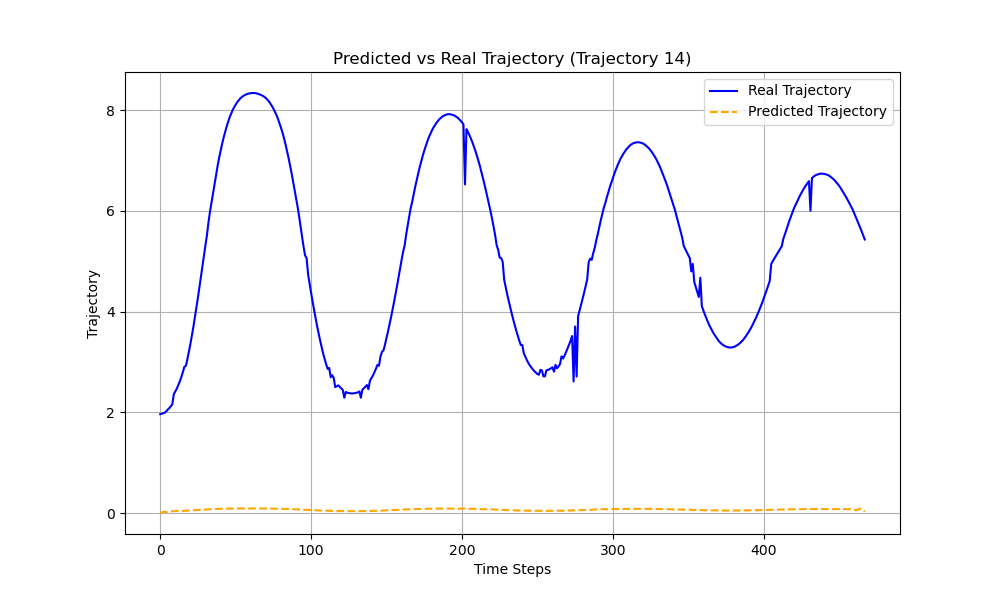 Predicted vs Real Trajectory (Trajectory 14)
Real Trajectory
Predicted Trajectory
Trajectory
8
6
4
2
0
0 100 200 300 400
Time Steps